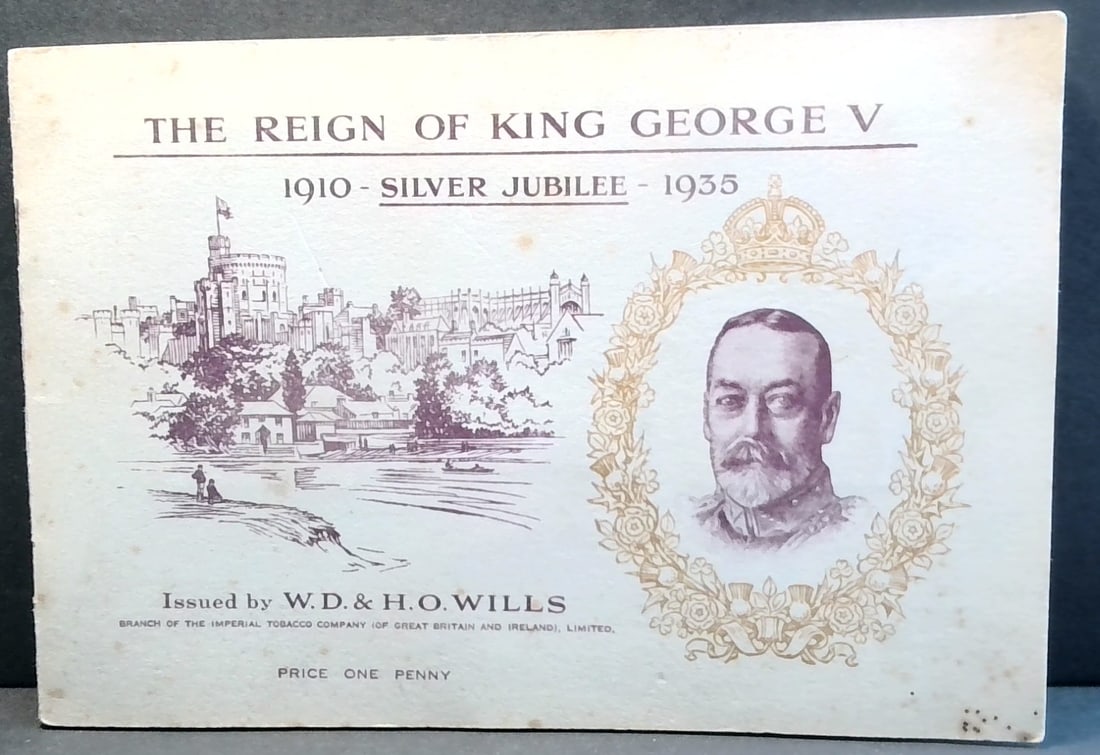 THE REIGN OF KING GEORGE V
1910 - SILVER JUBILEE - 1935
Issued by W.D. & H.O. WILLS
BRANCH OF THE IMPERIAL TOBACCO COMPANY (OF GREAT BRITAIN AND IRELAND), LIMITED.
PRICE ONE PENNY